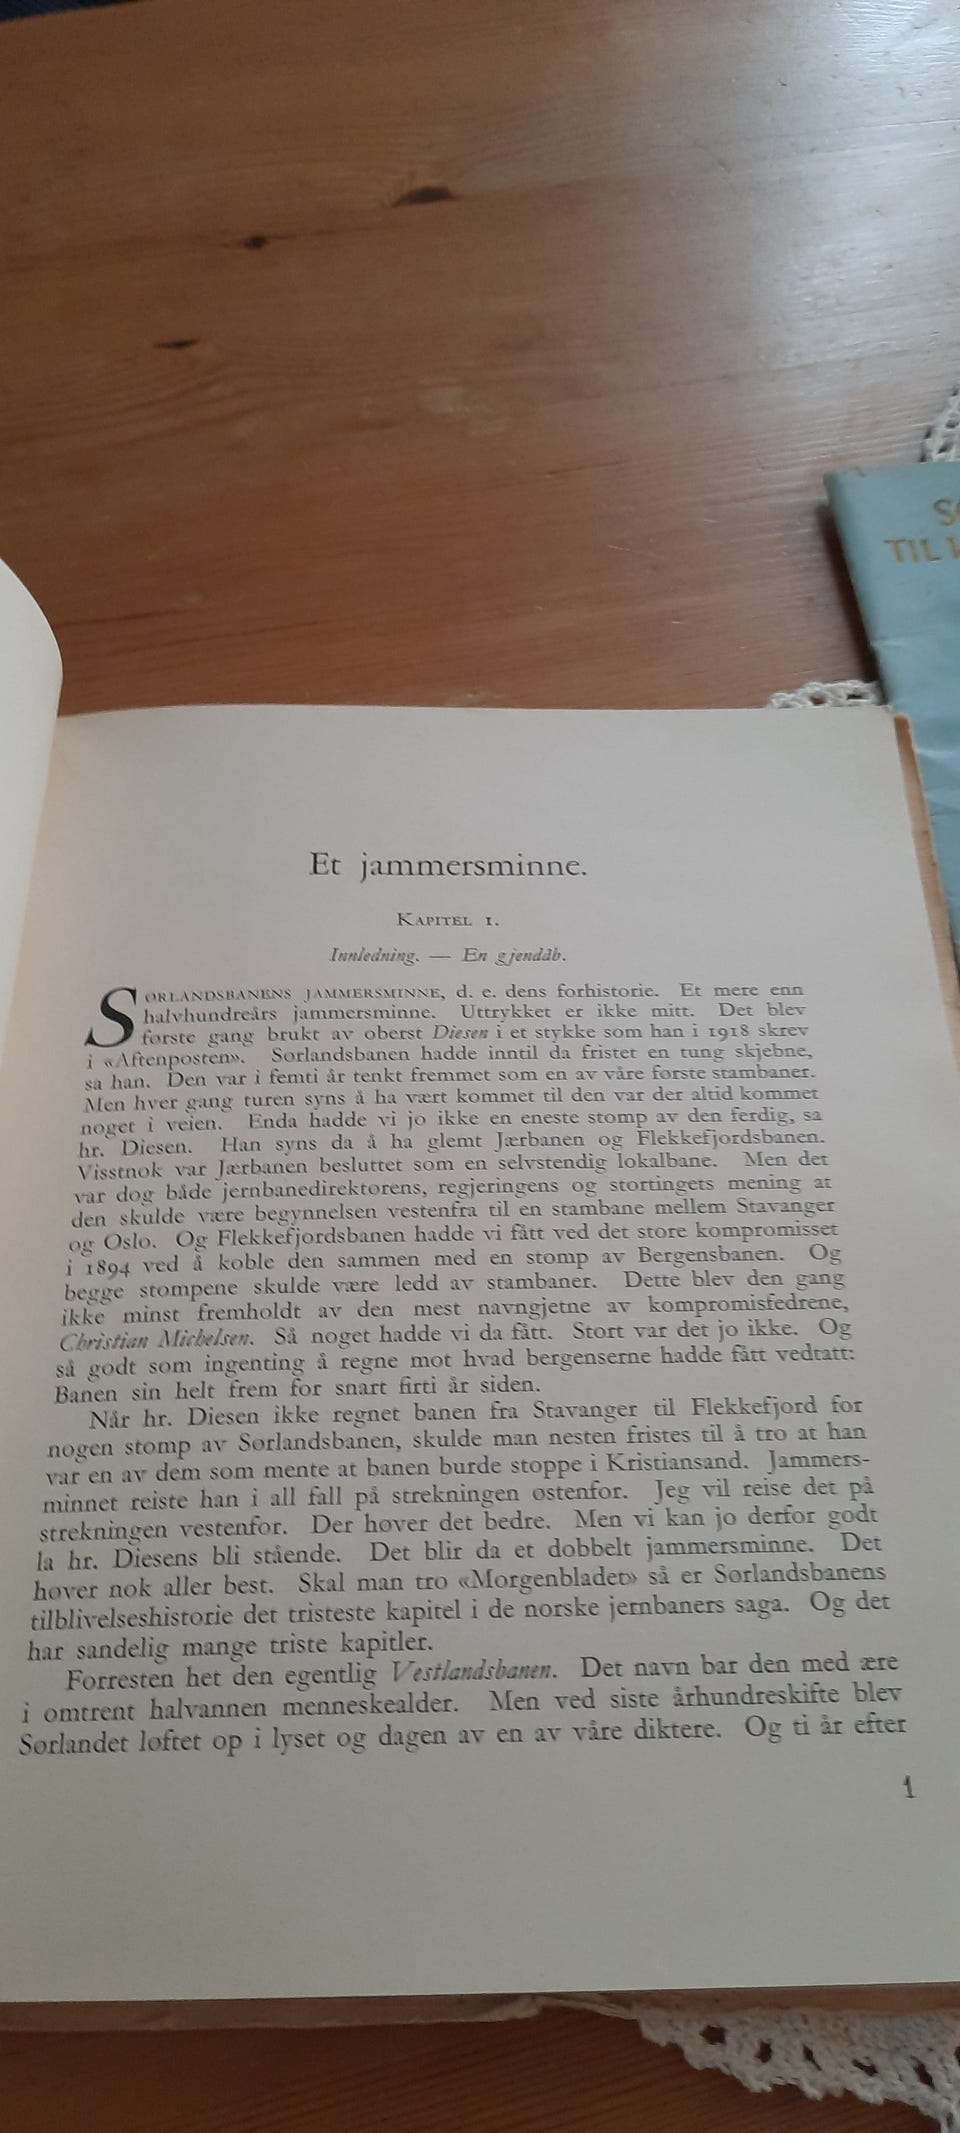 TIL
Et jammersminne.
KAPITEL 1.
Innledning. — En gjendåb.
SØRLANDSBANENS JAMMERSMINNE, d. e. dens forhistorie. Et mere enn
halvhundreårs jammersminne. Uttrykket er ikke mitt. Det blev
første gang brukt av oberst Diesen i et stykke som han i 1918 skrev
i «Aftenposten». Sørlandsbanen hadde inntil da fristet en tung skjebne,
sa han. Den var i femti år tenkt fremmet som en av våre første stambaner.
Men hver gang turen syns å ha vært kommet til den var der altid kommet
noget i veien. Enda hadde vi jo ikke en eneste stomp av den ferdig, sa
hr. Diesen. Han syns da å ha glemt Jærbanen og Flekkefjordsbanen.
Visstnok var Jærbanen besluttet som en selvstendig lokalbane. Men det
var dog både jernbanedirektørens, regjeringens og stortingets mening at
den skulde være begynnelsen vestenfra til en stambane mellem Stavanger
og Oslo. Og Flekkefjordsbanen hadde vi fått ved det store kompromisset
i 1894 ved å koble den sammen med en stomp av Bergensbanen. Og
begge stompene skulde være ledd av stambaner. Dette blev den gang
ikke minst fremholdt av den mest navngjetne av kompromisfedrene,
Christian Michelsen. Så noget hadde vi da fått. Stort var det jo ikke. Og
så godt som ingenting å regne mot hvad bergenserne hadde fått vedtatt:
Banen sin helt frem for snart firti år siden.
Når hr. Diesen ikke regnet banen fra Stavanger til Flekkefjord for
nogen stomp av Sørlandsbanen, skulde man nesten fristes til å tro at han
var en av dem som mente at banen burde stoppe i Kristiansand. Jammers-
minnet reiste han i all fall på strekningen østenfor. Jeg vil reise det på
strekningen vestenfor. Der høver det bedre. Men vi kan jo derfor godt
la hr. Diesens bli stående. Det blir da et dobbelt jammersminne. Det
høver nok aller best. Skal man tro «Morgenbladet» så er Sørlandsbanens
tilblivelseshistorie det tristeste kapitel i de norske jernbaners saga. Og det
har sandelig mange triste kapitler.
Forresten het den egentlig Vestlandsbanen. Det navn bar den med ære
i omtrent halvannen menneskealder. Men ved siste århundreskifte blev
Sørlandet løftet op i lyset og dagen av en av våre diktere. Og ti år efter
1